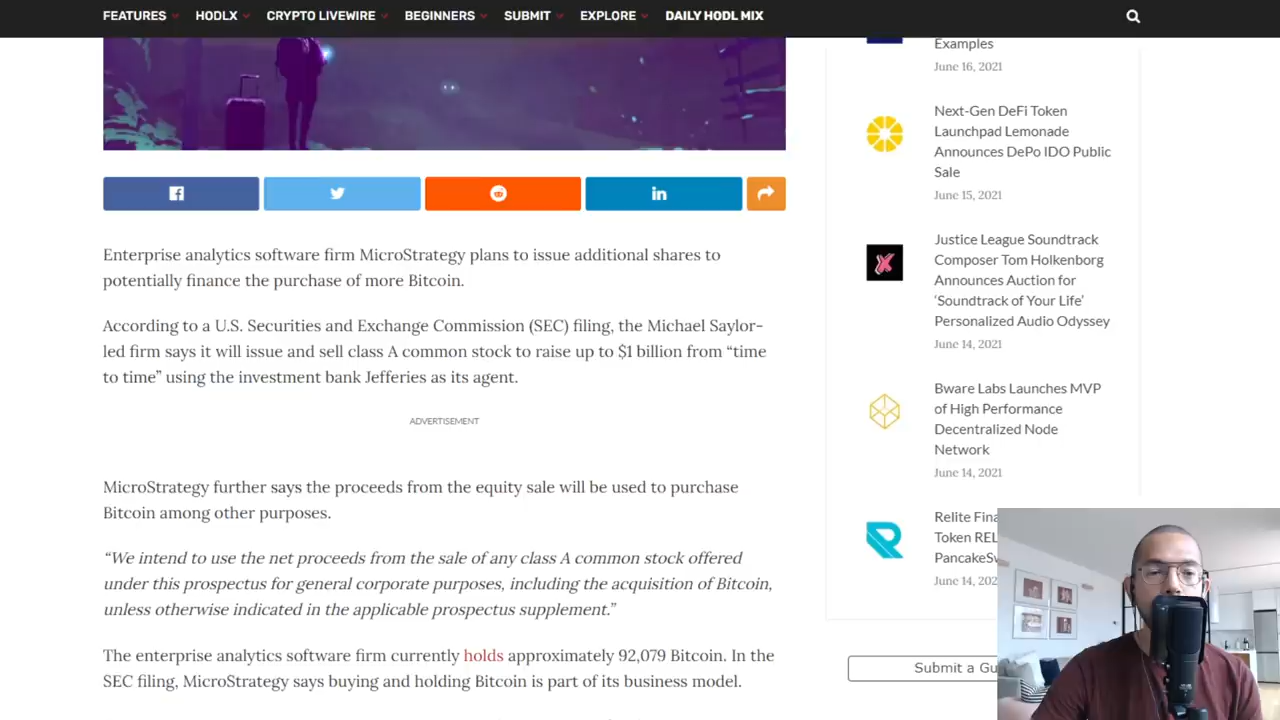 FEATURES HODLX CRYPTO LIVEWIRE BEGINNERS SUBMIT EXPLORE DAILY HODL MIX
Enterprise analytics software firm MicroStrategy plans to issue additional shares to
potentially finance the purchase of more Bitcoin.
According to a U.S. Securities and Exchange Commission (SEC) filing, the Michael Saylor-
led firm says it will issue and sell class A common stock to raise up to $1 billion from “time
to time” using the investment bank Jefferies as its agent.
ADVERTISEMENT
MicroStrategy further says the proceeds from the equity sale will be used to purchase
Bitcoin among other purposes.
“We intend to use the net proceeds from the sale of any class A common stock offered
under this prospectus for general corporate purposes, including the acquisition of Bitcoin,
unless otherwise indicated in the applicable prospectus supplement.”
The enterprise analytics software firm currently holds approximately 92,079 Bitcoin. In the
SEC filing, MicroStrategy says buying and holding Bitcoin is part of its business model.
Examples
June 16, 2021
Next-Gen DeFi Token
Launchpad Lemonade
Announces DePo IDO Public
Sale
June 15, 2021
Justice League Soundtrack
Composer Tom Holkenborg
Announces Auction for
‘Soundtrack of Your Life’
Personalized Audio Odyssey
June 14, 2021
Bware Labs Launches MVP
of High Performance
Decentralized Node
Network
June 14, 2021
Relite
Token
June 14,
Submit a